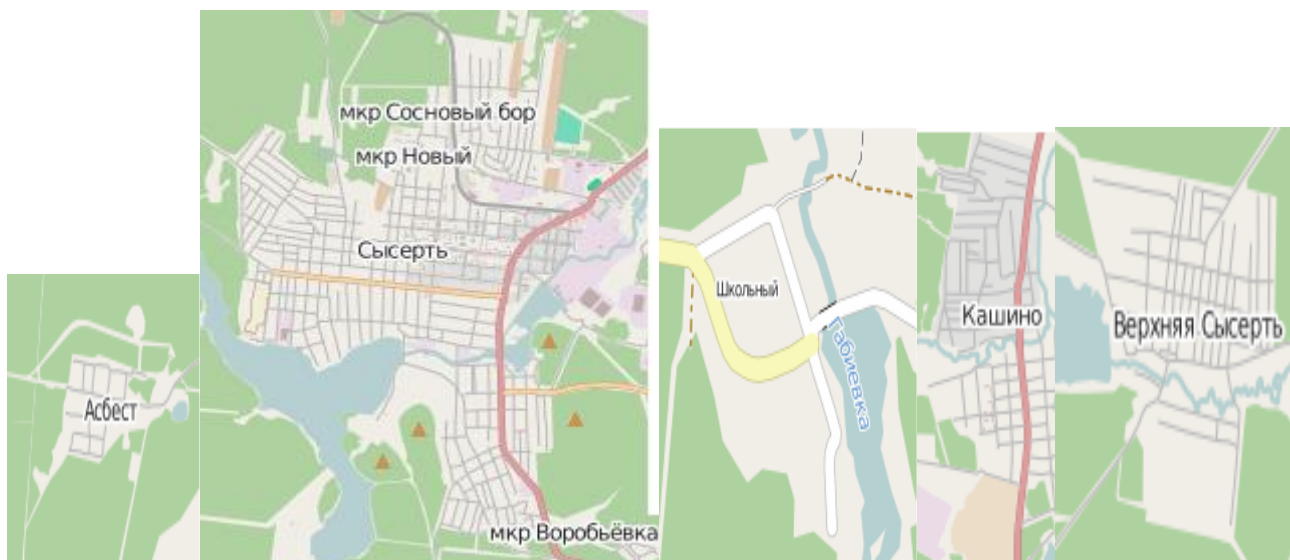 мкр Сосновый бор
мкр Новый
Сысерть
мкр Воробьёвка
Асбест
Школьный
Габиевка
Кашино
Верхняя Сысерть